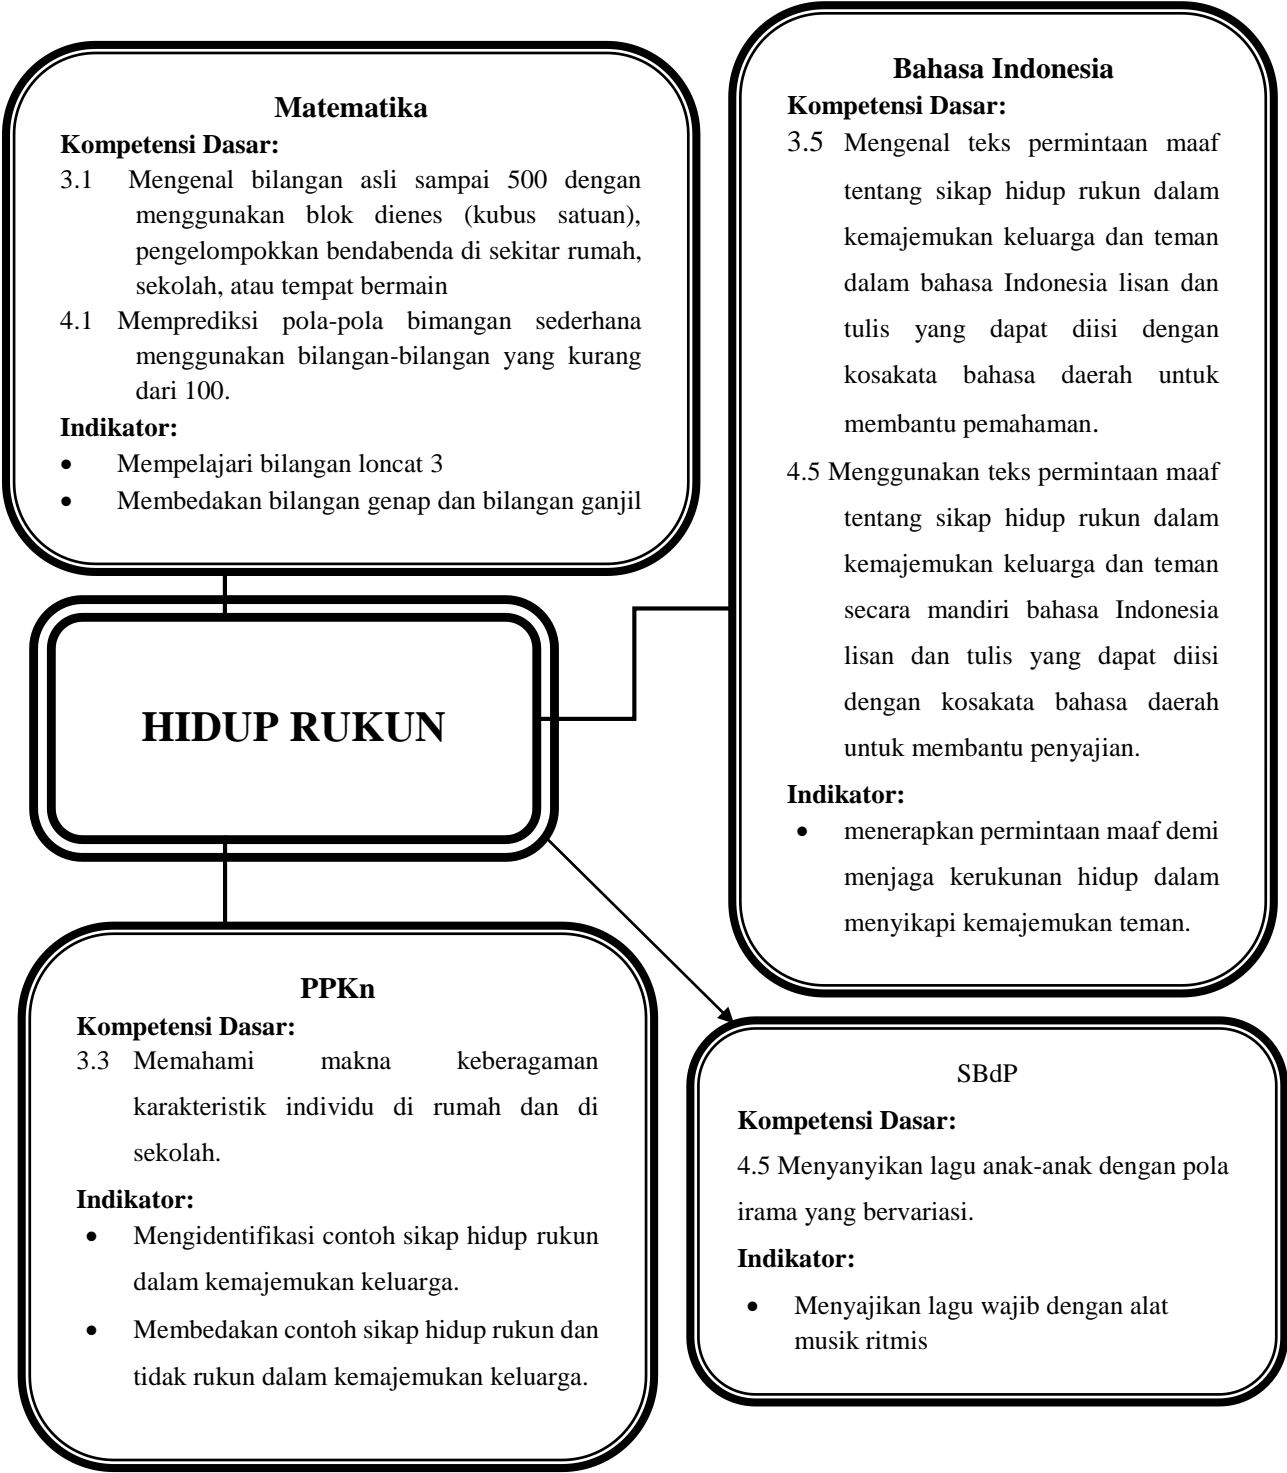 Matematika
Kompetensi Dasar:
3.1 Mengenal bilangan asli sampai 500 dengan
menggunakan blok dienes (kubus satuan),
pengelompokkan bendabenda di sekitar rumah,
sekolah, atau tempat bermain
4.1 Memprediksi pola-pola bimangan sederhana
menggunakan bilangan-bilangan yang kurang
dari 100.
Indikator:
• Mempelajari bilangan loncat 3
• Membedakan bilangan genap dan bilangan ganjil
Bahasa Indonesia
Kompetensi Dasar:
3.5 Mengenal teks permintaan maaf
tentang sikap hidup rukun dalam
kemajemukan keluarga dan teman
dalam bahasa Indonesia lisan dan
tulis yang dapat diisi dengan
kosakata bahasa daerah untuk
membantu pemahaman.
4.5 Menggunakan teks permintaan maaf
tentang sikap hidup rukun dalam
kemajemukan keluarga dan teman
secara mandiri bahasa Indonesia
lisan dan tulis yang dapat diisi
dengan kosakata bahasa daerah
untuk membantu penyajian.
Indikator:
• menerapkan permintaan maaf demi
menjaga kerukunan hidup dalam
menyikapi kemajemukan teman.
HIDUP RUKUN
PPKn
Kompetensi Dasar:
3.3 Memahami makna keberagaman
karakteristik individu di rumah dan di
sekolah.
Indikator:
• Mengidentifikasi contoh sikap hidup rukun
dalam kemajemukan keluarga.
• Membedakan contoh sikap hidup rukun dan
tidak rukun dalam kemajemukan keluarga.
SBdP
Kompetensi Dasar:
4.5 Menyanyikan lagu anak-anak dengan pola
irama yang bervariasi.
Indikator:
• Menyajikan lagu wajib dengan alat
musik ritmis